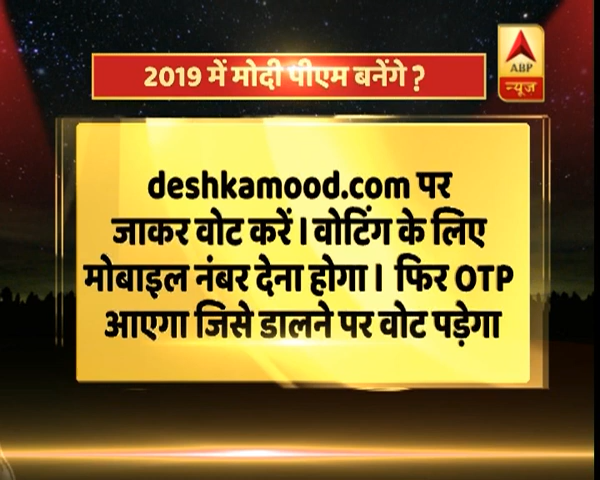 2019 में मोदी पीएम बनेंगे ?
ABP
न्यूज़
deshkamood.com पर
जाकर वोट करें । वोटिंग के लिए
मोबाइल नंबर देना होगा । फिर OTP
आएगा जिसे डालने पर वोट पड़ेगा